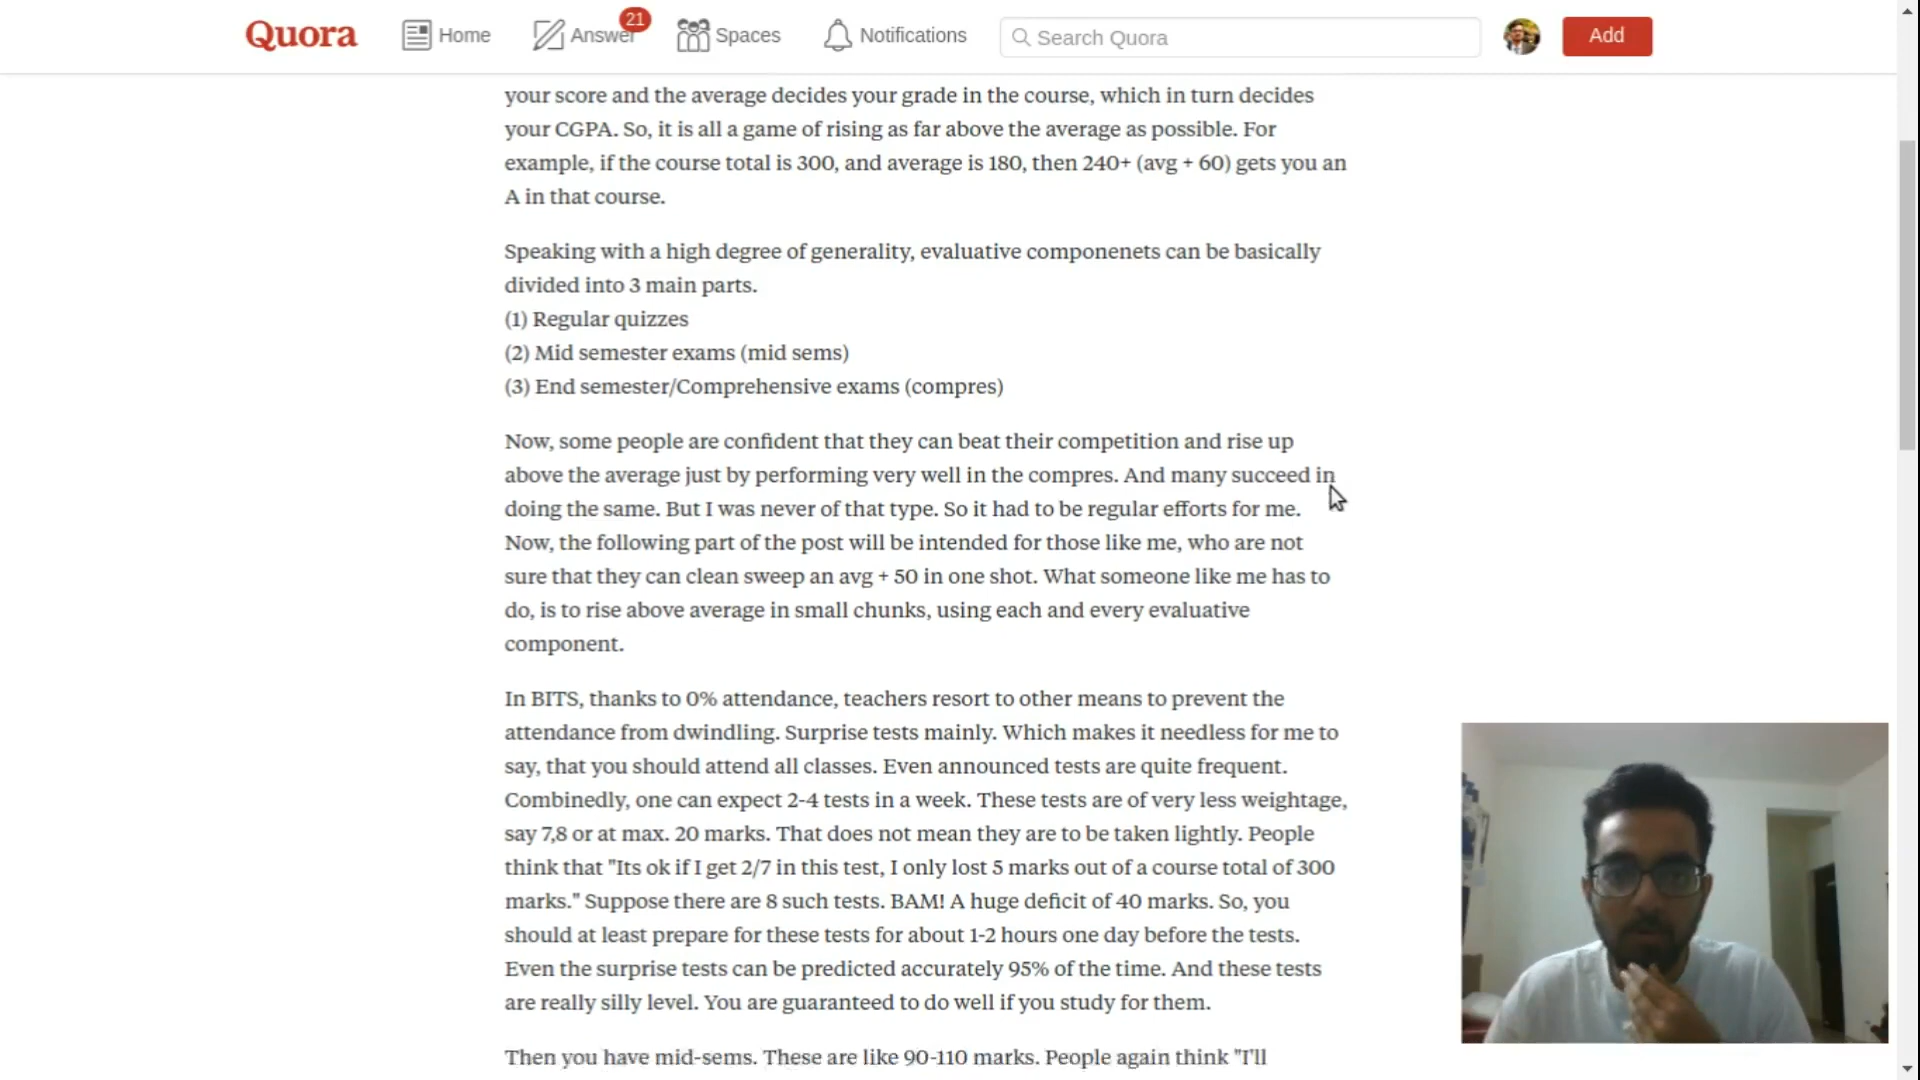 Quora
Home
Answer
21
Spaces
Notifications
Search Quora
Add
your score and the average decides your grade in the course, which in turn decides
your CGPA. So, it is all a game of rising as far above the average as possible. For
example, if the course total is 300, and average is 180, then 240+ (avg + 60) gets you an
A in that course.
Speaking with a high degree of generality, evaluative componenets can be basically
divided into 3 main parts.
(1) Regular quizzes
(2) Mid semester exams (mid sems)
(3) End semester/Comprehensive exams (compres)
Now, some people are confident that they can beat their competition and rise up
above the average just by performing very well in the compres. And many succeed in
doing the same. But I was never of that type. So it had to be regular efforts for me.
Now, the following part of the post will be intended for those like me, who are not
sure that they can clean sweep an avg + 50 in one shot. What someone like me has to
do, is to rise above average in small chunks, using each and every evaluative
component.
In BITS, thanks to 0% attendance, teachers resort to other means to prevent the
attendance from dwindling. Surprise tests mainly. Which makes it needless for me to
say, that you should attend all classes. Even announced tests are quite frequent.
Combinedly, one can expect 2-4 tests in a week. These tests are of very less weightage,
say 7,8 or at max. 20 marks. That does not mean they are to be taken lightly. People
think that "Its ok if I get 2/7 in this test, I only lost 5 marks out of a course total of 300
marks." Suppose there are 8 such tests. BAM! A huge deficit of 40 marks. So, you
should at least prepare for these tests for about 1-2 hours one day before the tests.
Even the surprise tests can be predicted accurately 95% of the time. And these tests
are really silly level. You are guaranteed to do well if you study for them.
Then you have mid-sems. These are like 90-110 marks. People again think "I'll